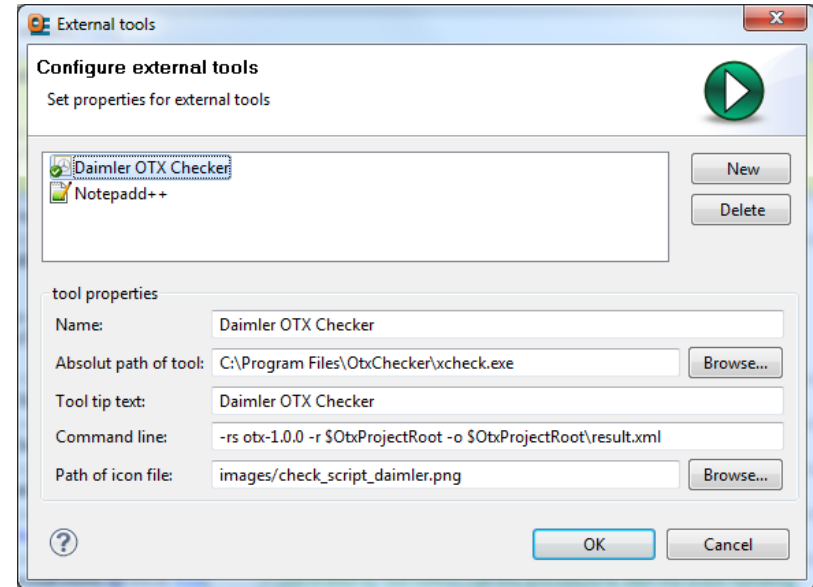 External tools
Configure external tools
Set properties for external tools
Daimler OTX Checker
Notepadd++
New
Delete
tool properties
Name: Daimler OTX Checker
Absolut path of tool: C:\Program Files\OtxChecker\xcheck.exe Browse...
Tool tip text: Daimler OTX Checker
Command line: -rs otx-1.0.0 -r $OtxProjectRoot -o $OtxProjectRoot\result.xml
Path of icon file: images/check_script_daimler.png Browse...
? OK Cancel